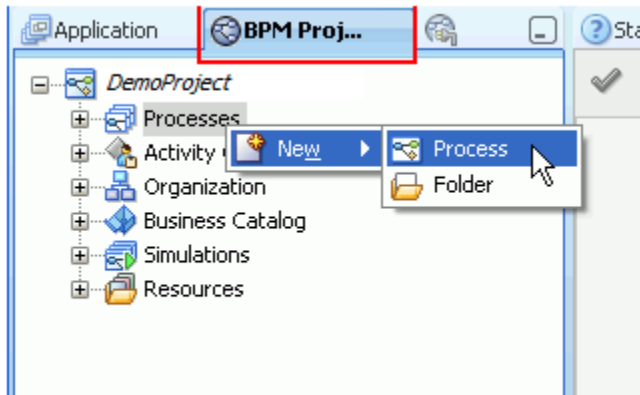 Application
BPM Proj...
Sta
DemoProject
Processes
New
Process
Activity
Organization
Folder
Business Catalog
Simulations
Resources